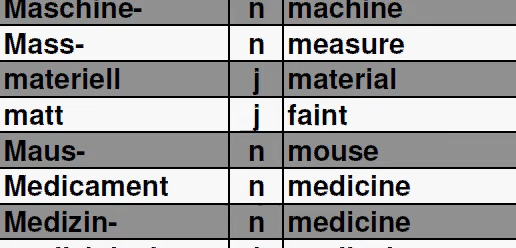 Maschine- n machine
Mass- n measure
materiell j material
matt j faint
Maus- n mouse
Medicament n medicine
Medizin- n medicine